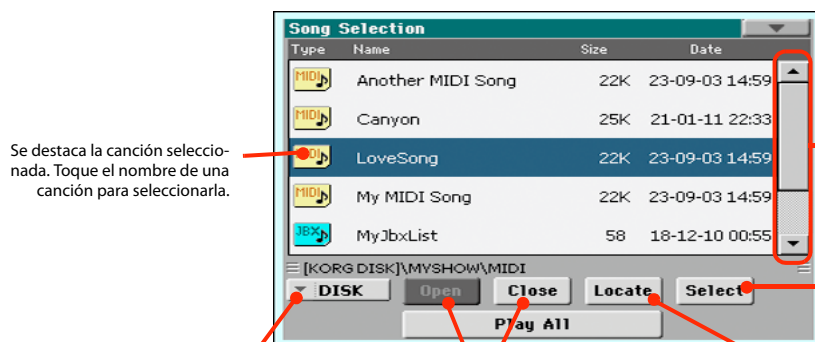 Song Selection
Type Name Size Date
MIDI Another MIDI Song 22K 23-09-03 14:59
MIDI Canyon 25K 21-01-11 22:33
LoveSong 22K 23-09-03 14:59
MIDI My MIDI Song 22K 23-09-03 14:59
JBX MyJbxList 58 18-12-10 00:55
Se destaca la canción seleccio-
nada. Toque el nombre de una
canción para seleccionarla.
[KORG DISK]\MYSHOW\MIDI
DISK Open Close Locate Select
Play All